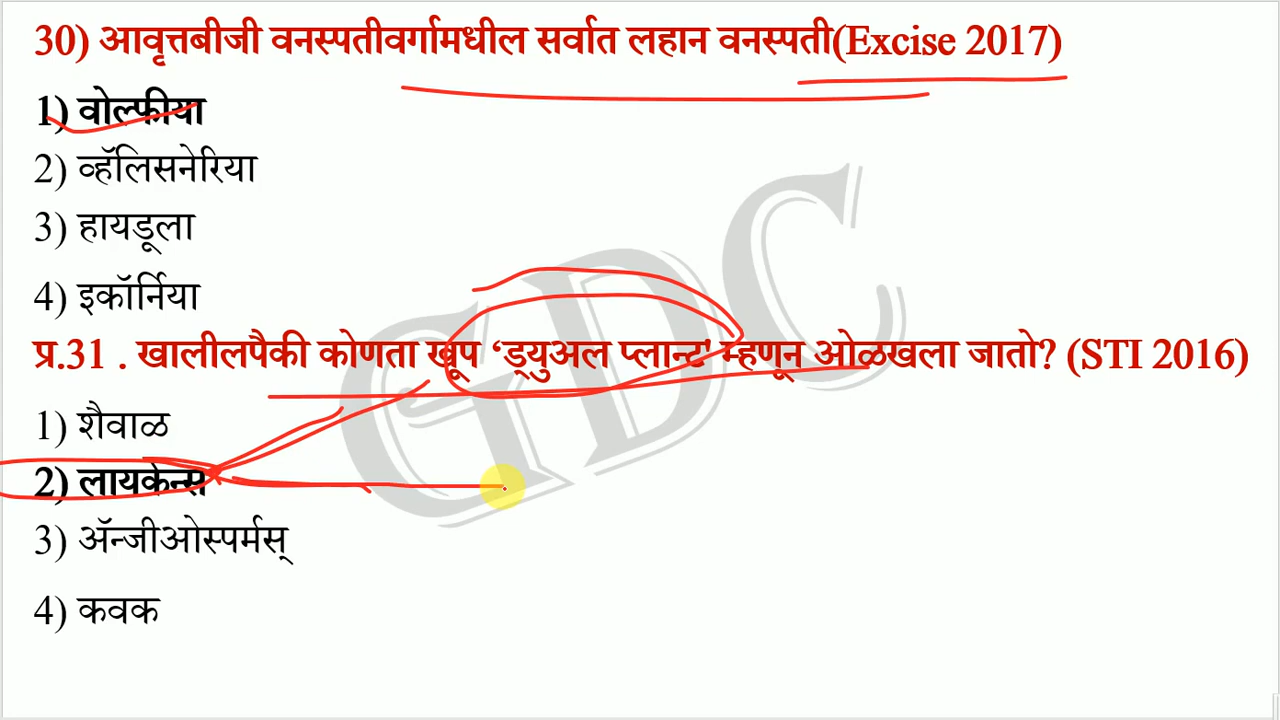 30) आवृत्तबीजी वनस्पतीवर्गामधील सर्वात लहान वनस्पती(Excise 2017)
1) वोल्फीया
2) व्हॅलिसनेरिया
3) हायडूला
4) इकॉर्निया
प्र.31 . खालीलपैकी कोणता खूप ‘ड्युअल प्लान्ट' म्हणून ओळखला जातो? (STI 2016)
1) शैवाळ
2) लायकेन्स
3) ॲन्जीओस्पर्मस्
4) कवक
GDC